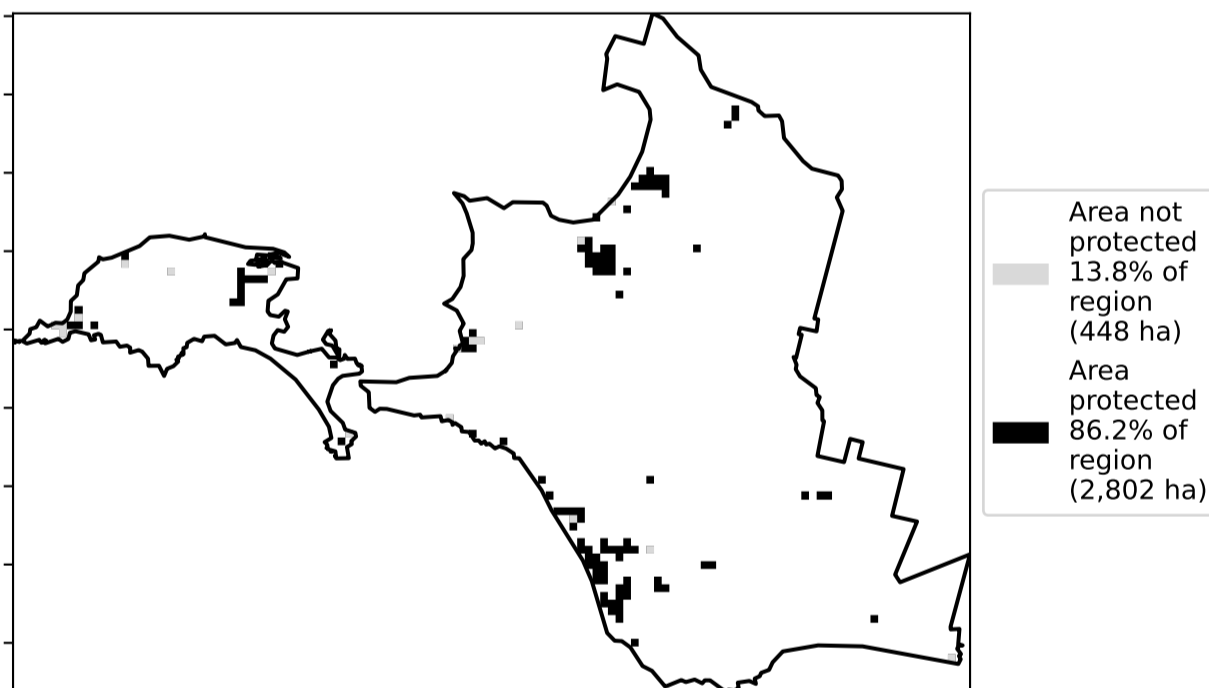 Area not
protected
13.8% of
region
(448 ha)
Area
protected
86.2% of
region
(2,802 ha)